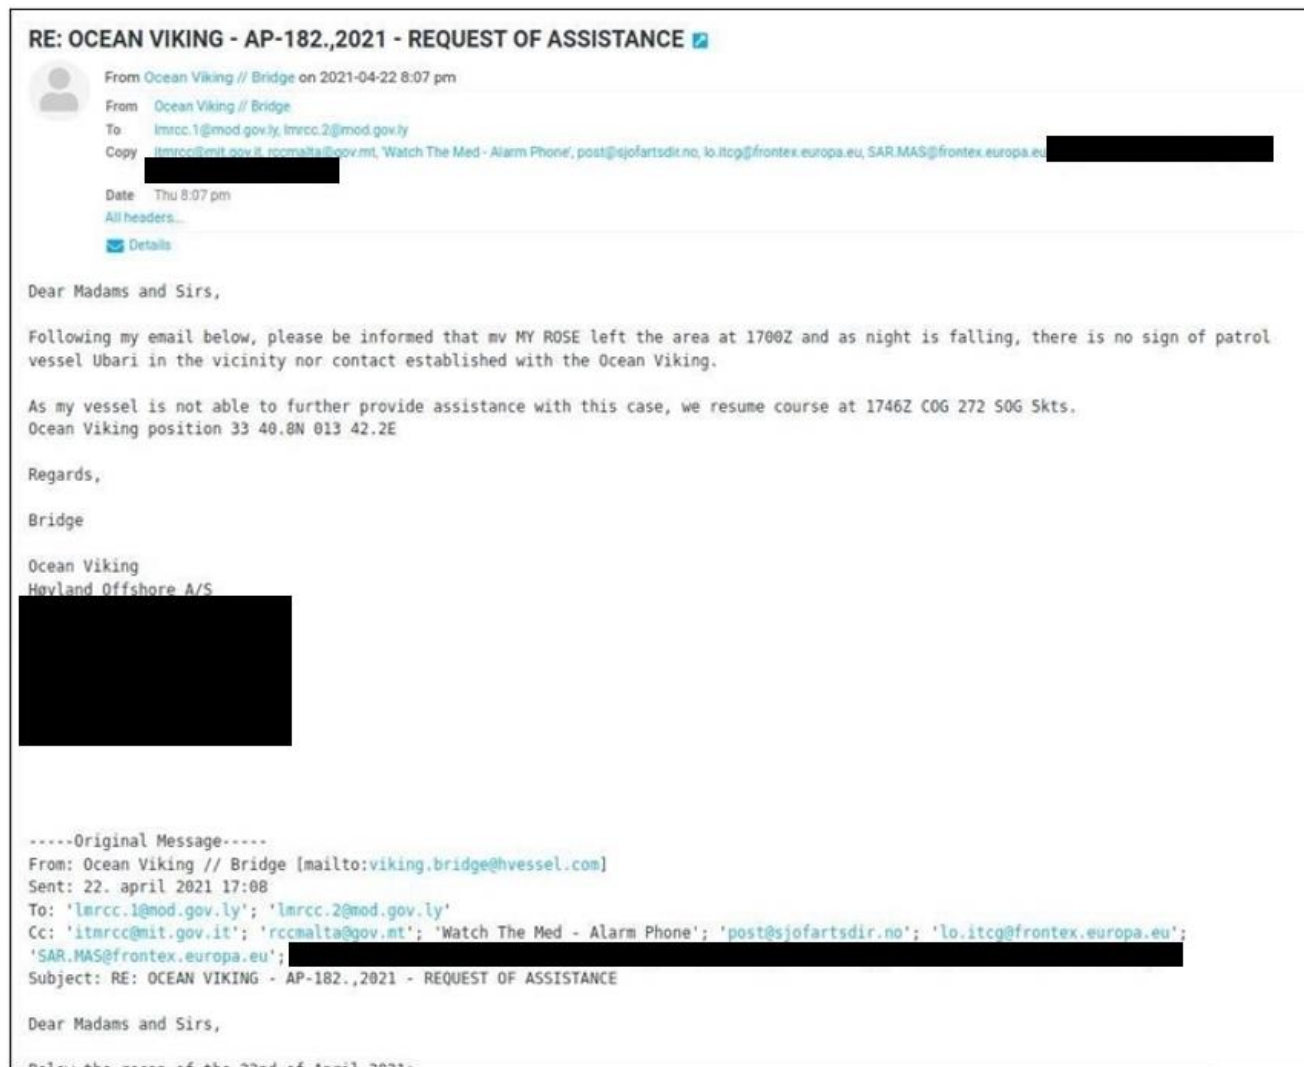 RE: OCEAN VIKING - AP-182.,2021 - REQUEST OF ASSISTANCE
From Ocean Viking // Bridge on 2021-04-22 8:07 pm
From Ocean Viking // Bridge
To lmrcc.1@mod.gov.ly, lmrcc.2@mod.gov.ly
Copy itmrcc@mit.gov.it, rccmalta@gov.mt, 'Watch The Med - Alarm Phone', post@sjofartsdir.no, lo.itcg@frontex.europa.eu, SAR.MAS@frontex.europa.eu
Date Thu 8:07 pm
All headers...
Details
Dear Madams and Sirs,
Following my email below, please be informed that mv MY ROSE left the area at 1700Z and as night is falling, there is no sign of patrol
vessel Ubari in the vicinity nor contact established with the Ocean Viking.
As my vessel is not able to further provide assistance with this case, we resume course at 1746Z COG 272 SOG 5kts.
Ocean Viking position 33 40.8N 013 42.2E
Regards,
Bridge
Ocean Viking
Høyland Offshore A/S
-----Original Message-----
From: Ocean Viking // Bridge [mailto:viking.bridge@hvessel.com]
Sent: 22. april 2021 17:08
To: 'lmrcc.1@mod.gov.ly'; 'lmrcc.2@mod.gov.ly'
Cc: 'itmrcc@mit.gov.it'; 'rccmalta@gov.mt'; 'Watch The Med - Alarm Phone'; 'post@sjofartsdir.no'; 'lo.itcg@frontex.europa.eu';
'SAR.MAS@frontex.europa.eu';
Subject: RE: OCEAN VIKING - AP-182.,2021 - REQUEST OF ASSISTANCE
Dear Madams and Sirs,